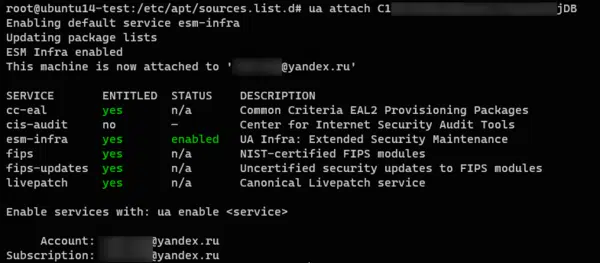 root@ubuntu14-test:/etc/apt/sources.list.d# ua attach C1 jDB
Enabling default service esm-infra
Updating package lists
ESM Infra enabled
This machine is now attached to ' @yandex.ru'
SERVICE ENTITLED STATUS DESCRIPTION
cc-eal yes n/a Common Criteria EAL2 Provisioning Packages
cis-audit no – Center for Internet Security Audit Tools
esm-infra yes enabled UA Infra: Extended Security Maintenance
fips yes n/a NIST-certified FIPS modules
fips-updates yes n/a Uncertified security updates to FIPS modules
livepatch yes n/a Canonical Livepatch service
Enable services with: ua enable <service>
Account: @yandex.ru
Subscription: @yandex.ru